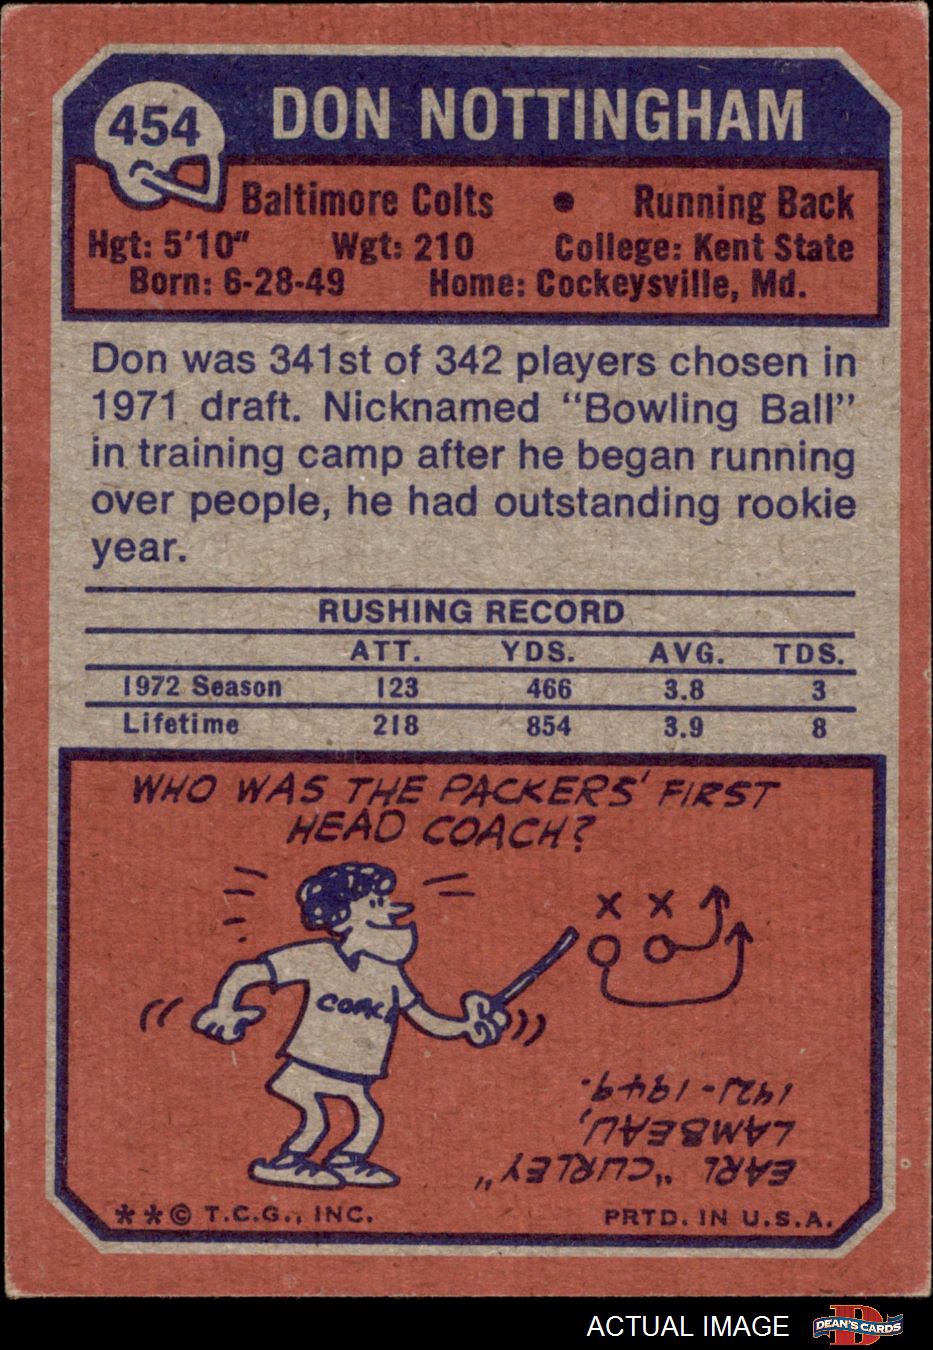 454
DON NOTTINGHAM
Baltimore Colts • Running Back
Hgt: 5'10" Wgt: 210 College: Kent State
Born: 6-28-49 Home: Cockeysville, Md.
Don was 341st of 342 players chosen in
1971 draft. Nicknamed "Bowling Ball"
in training camp after he began running
over people, he had outstanding rookie
year.
RUSHING RECORD
ATT. YDS. AVG. TDS.
1972 Season 123 466 3.8 3
Lifetime 218 854 3.9 8
WHO WAS THE PACKERS' FIRST
HEAD COACH?
X X
COACH
EARL "CURLEY"
LAMBEAU,
1921-1949.
**© T.C.G., INC. PRTD. IN U.S.A.
ACTUAL IMAGE
D
DEAN'S CARDS